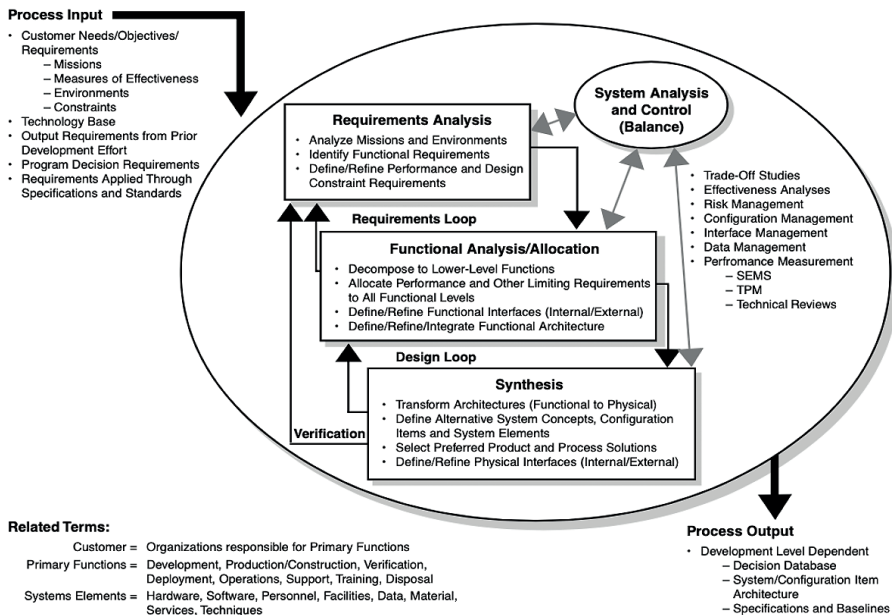 Process Input
• Customer Needs/Objectives/
Requirements
– Missions
– Measures of Effectiveness
– Environments
– Constraints
• Technology Base
• Output Requirements from Prior
Development Effort
• Program Decision Requirements
• Requirements Applied Through
Specifications and Standards
System Analysis
and Control
(Balance)
Requirements Analysis
• Analyze Missions and Environments
• Identify Functional Requirements
• Define/Refine Performance and Design
Constraint Requirements
• Trade-Off Studies
• Effectiveness Analyses
• Risk Management
• Configuration Management
• Interface Management
• Data Management
• Perfromance Measurement
– SEMS
– TPM
– Technical Reviews
Requirements Loop
Functional Analysis/Allocation
• Decompose to Lower-Level Functions
• Allocate Performance and Other Limiting Requirements
to All Functional Levels
• Define/Refine Functional Interfaces (Internal/External)
• Define/Refine/Integrate Functional Architecture
Design Loop
Synthesis
• Transform Architectures (Functional to Physical)
• Define Alternative System Concepts, Configuration
Items and System Elements
• Select Preferred Product and Process Solutions
• Define/Refine Physical Interfaces (Internal/External)
Verification
Related Terms:
Customer = Organizations responsible for Primary Functions
Primary Functions = Development, Production/Construction, Verification,
Deployment, Operations, Support, Training, Disposal
Systems Elements = Hardware, Software, Personnel, Facilities, Data, Material,
Services, Techniques
Process Output
• Development Level Dependent
– Decision Database
– System/Configuration Item
Architecture
– Specifications and Baselines